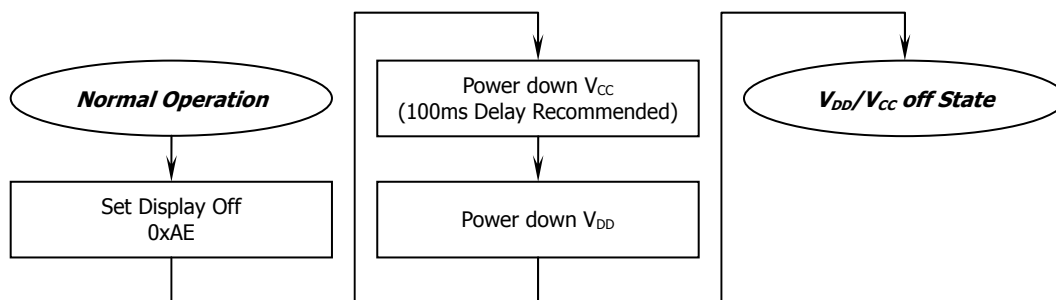 Normal Operation
Set Display Off
0xAE
Power down VCC
(100ms Delay Recommended)
Power down VDD
VDD/VCC off State